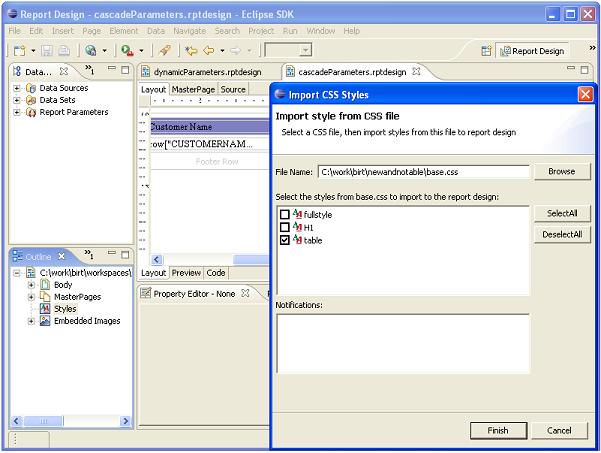 Report Design - cascadeParameters.rptdesign - Eclipse SDK
File Edit Insert Page Element Data Navigate Search Project Run Window Help
Report Design
Data...
1
dynamicParameters.rptdesign
cascadeParameters.rptdesign
Data Sources
Data Sets
Report Parameters
Layout MasterPage Source
Customer Name
row["CUSTOMERNAM...
Footer Row
Layout Preview Code
Outline
1
C:\work\birt\workspaces\
Body
MasterPages
Styles
Embedded Images
Property Editor - None
Import CSS Styles
Import style from CSS file
Select a CSS file, then import styles from this file to report design
File Name: C:\work\birt\newandnotable\base.css Browse
Select the styles from base.css to import to the report design:
fullstyle
H1
table
SelectAll
DeselectAll
Notifications:
Finish Cancel